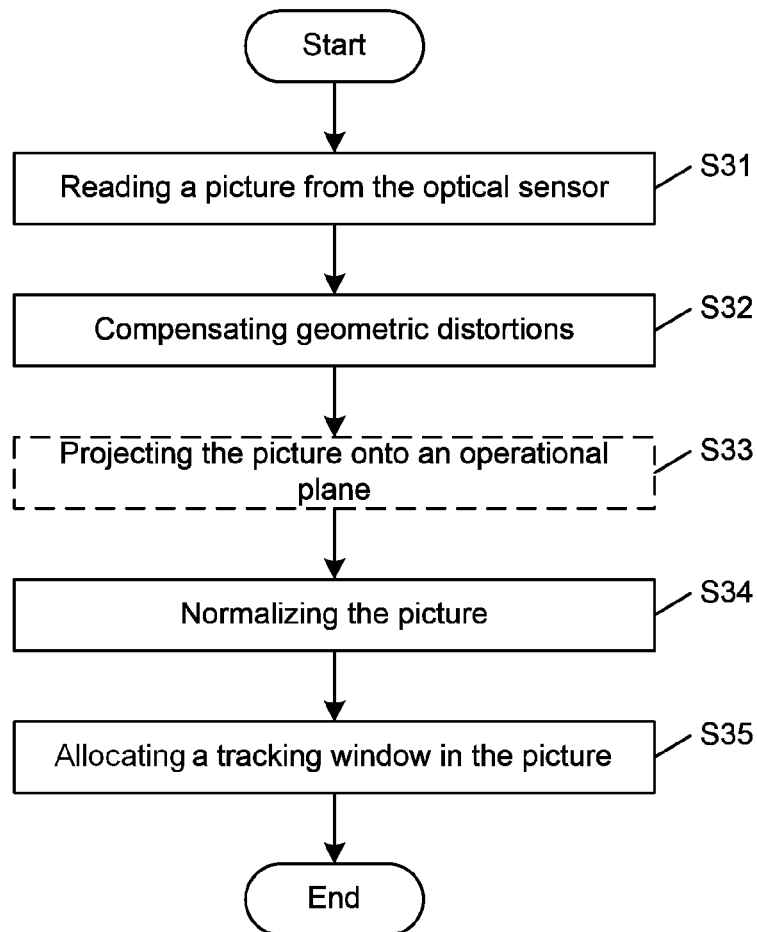 Start
Reading a picture from the optical sensor
S31
Compensating geometric distortions
S32
Projecting the picture onto an operational
plane
S33
Normalizing the picture
S34
Allocating a tracking window in the picture
S35
End